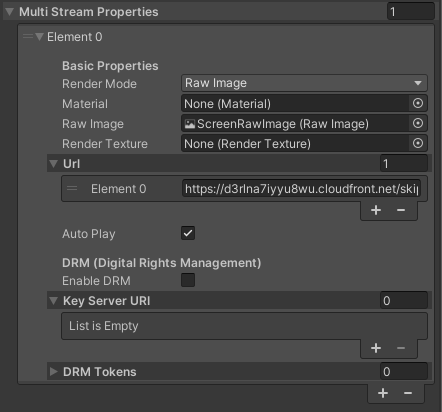 Multi Stream Properties 1
Element 0
Basic Properties
Render Mode Raw Image
Material None (Material)
Raw Image ScreenRawImage (Raw Image)
Render Texture None (Render Texture)
Url 1
Element 0 https://d3rlna7iyyu8wu.cloudfront.net/skip
Auto Play
DRM (Digital Rights Management)
Enable DRM
Key Server URI 0
List is Empty
DRM Tokens 0